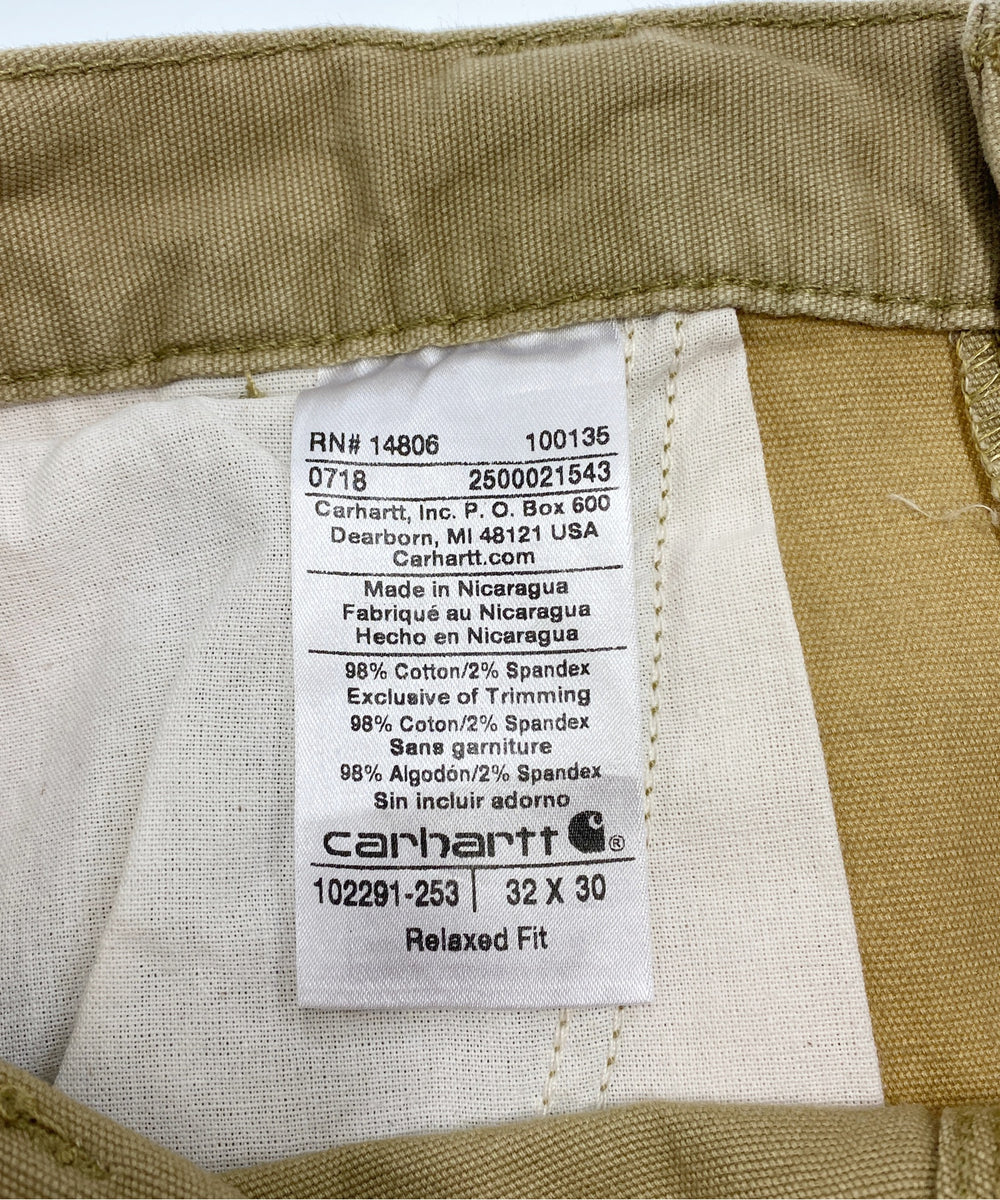 RN# 14806 100135
0718 2500021543
Carhartt, Inc. P. O. Box 600
Dearborn, MI 48121 USA
Carhartt.com
Made in Nicaragua
Fabriqué au Nicaragua
Hecho en Nicaragua
98% Cotton/2% Spandex
Exclusive of Trimming
98% Coton/2% Spandex
Sans garniture
98% Algodón/2% Spandex
Sin incluir adorno
carhartt ®
102291-253 | 32 X 30
Relaxed Fit